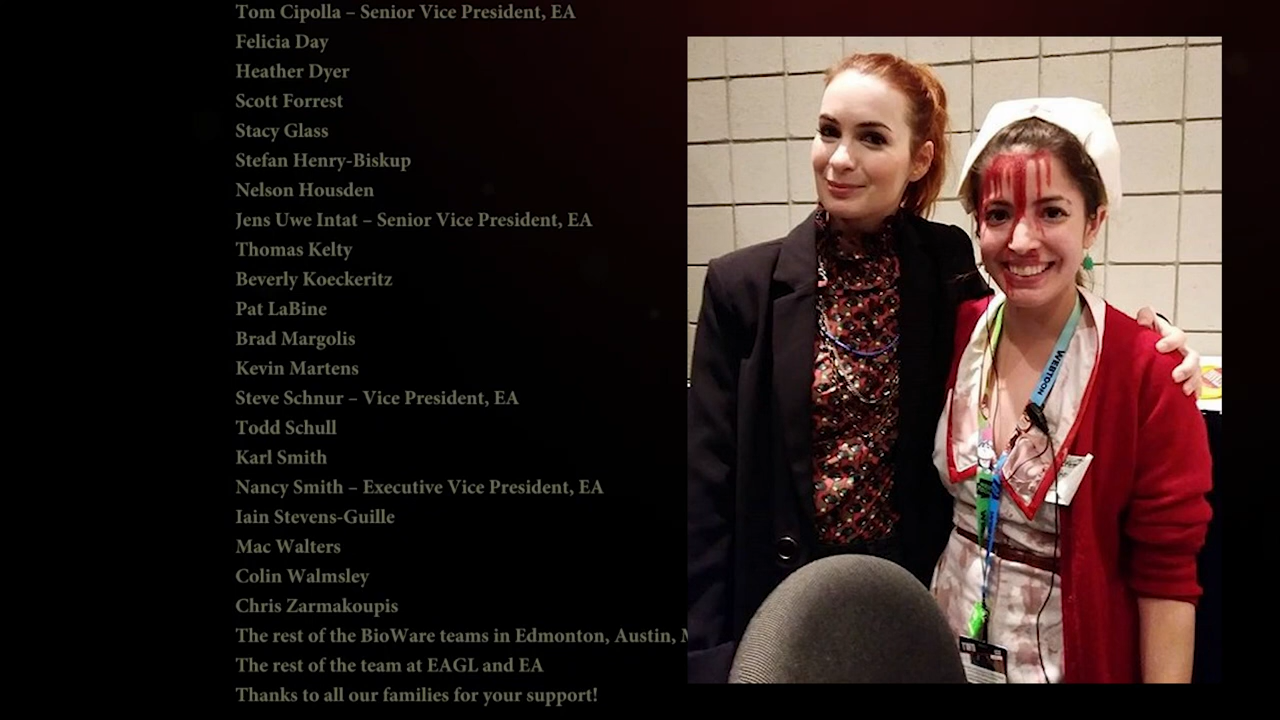 Tom Cipolla – Senior Vice President, EA
Felicia Day
Heather Dyer
Scott Forrest
Stacy Glass
Stefan Henry-Biskup
Nelson Housden
Jens Uwe Intat – Senior Vice President, EA
Thomas Kelty
Beverly Koeckeritz
Pat LaBine
Brad Margolis
Kevin Martens
Steve Schnur – Vice President, EA
Todd Schull
Karl Smith
Nancy Smith – Executive Vice President, EA
Iain Stevens-Guille
Mac Walters
Colin Walmsley
Chris Zarmakoupis
The rest of the BioWare teams in Edmonton, Austin,
The rest of the team at EAGL and EA
Thanks to all our families for your support!
WEBTOON